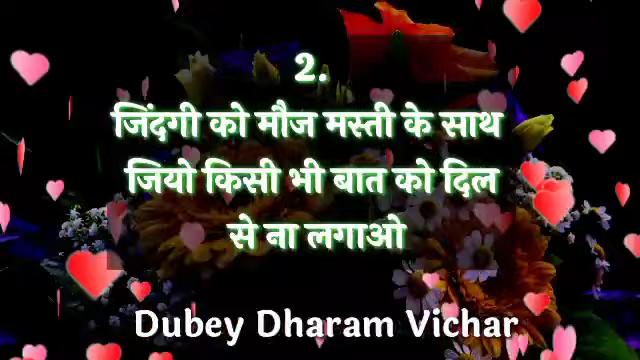 2.
जिंदगी को मौज मस्ती के साथ
जियो किसी भी बात को दिल
से ना लगाओ
Dubey Dharam Vichar